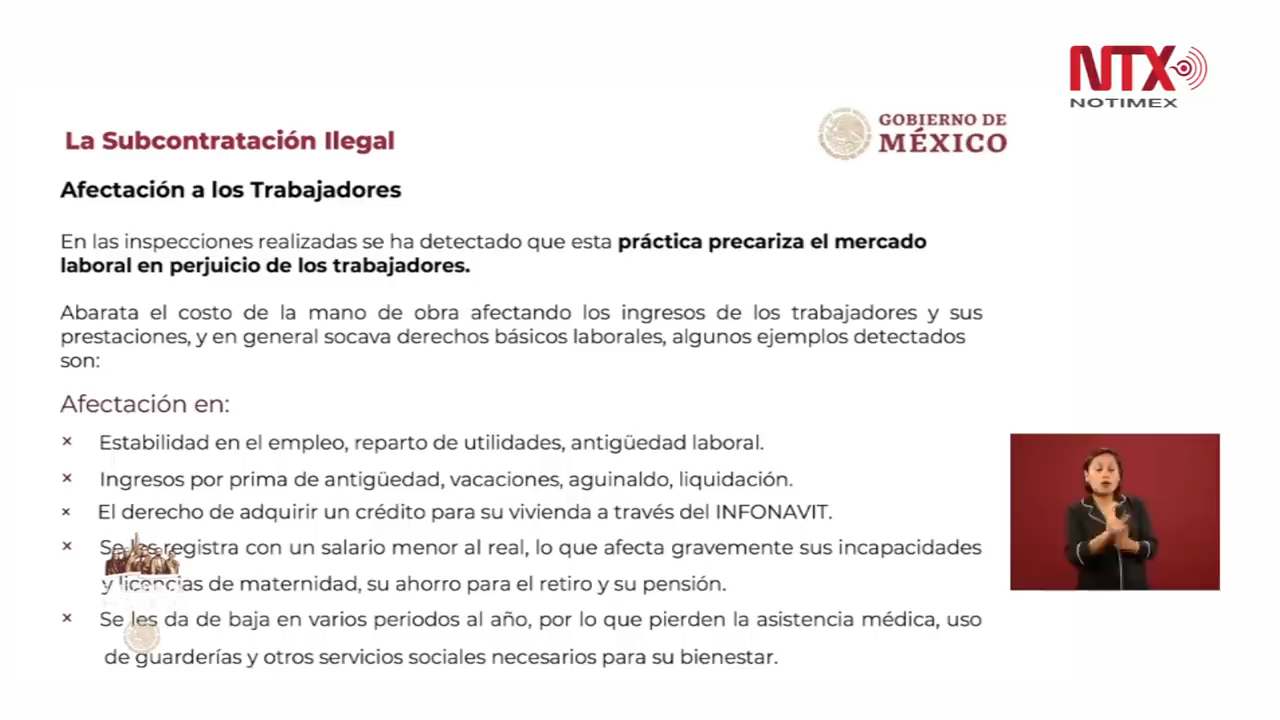 NTX
NOTIMEX
GOBIERNO DE
MÉXICO
La Subcontratación Ilegal
Afectación a los Trabajadores
En las inspecciones realizadas se ha detectado que esta práctica precariza el mercado
laboral en perjuicio de los trabajadores.
Abarata el costo de la mano de obra afectando los ingresos de los trabajadores y sus
prestaciones, y en general socava derechos básicos laborales, algunos ejemplos detectados
son:
Afectación en:
× Estabilidad en el empleo, reparto de utilidades, antigüedad laboral.
× Ingresos por prima de antigüedad, vacaciones, aguinaldo, liquidación.
× El derecho de adquirir un crédito para su vivienda a través del INFONAVIT.
× Se les registra con un salario menor al real, lo que afecta gravemente sus incapacidades
y licencias de maternidad, su ahorro para el retiro y su pensión.
× Se les da de baja en varios periodos al año, por lo que pierden la asistencia médica, uso
de guarderías y otros servicios sociales necesarios para su bienestar.